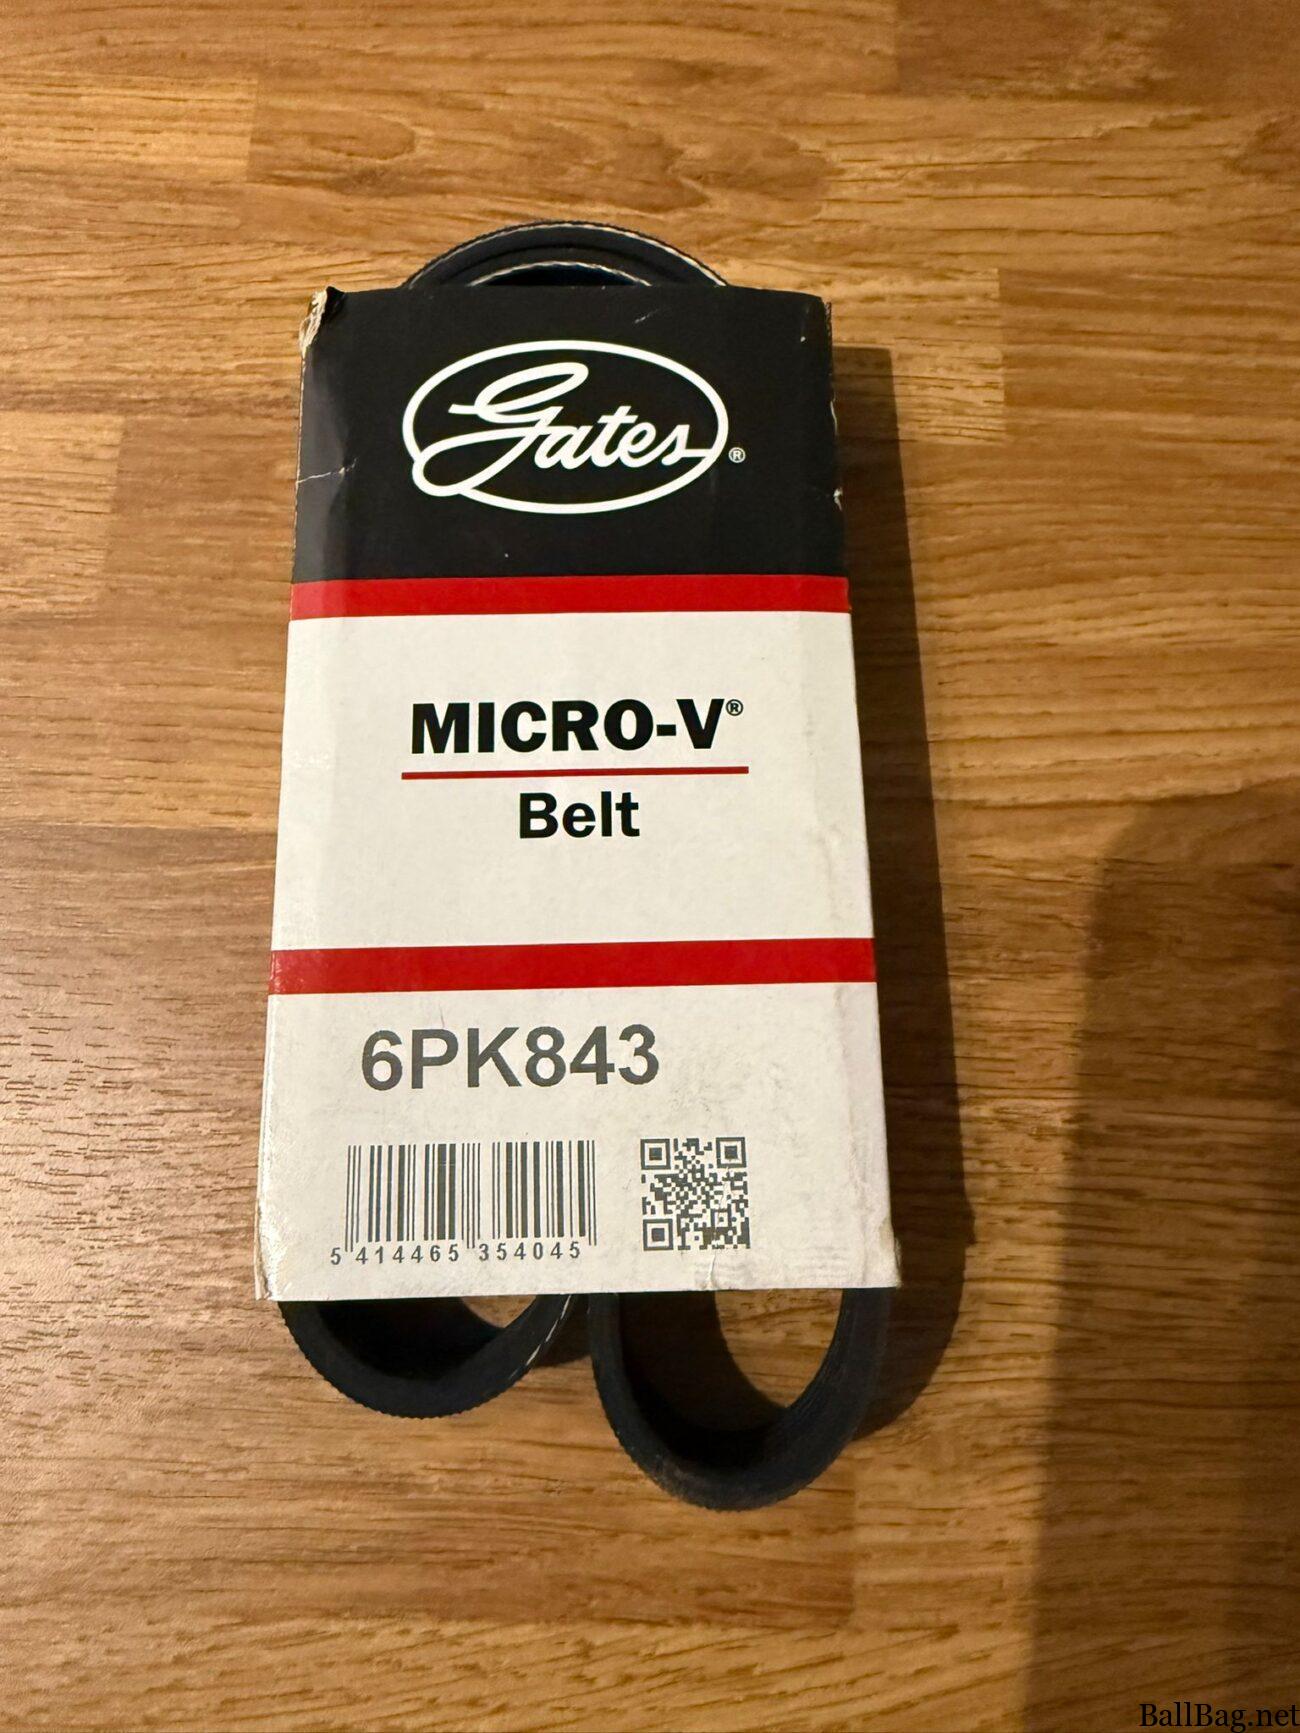 Gates®
MICRO-V®
Belt
6PK843
5 414465 354045
BallBag.net